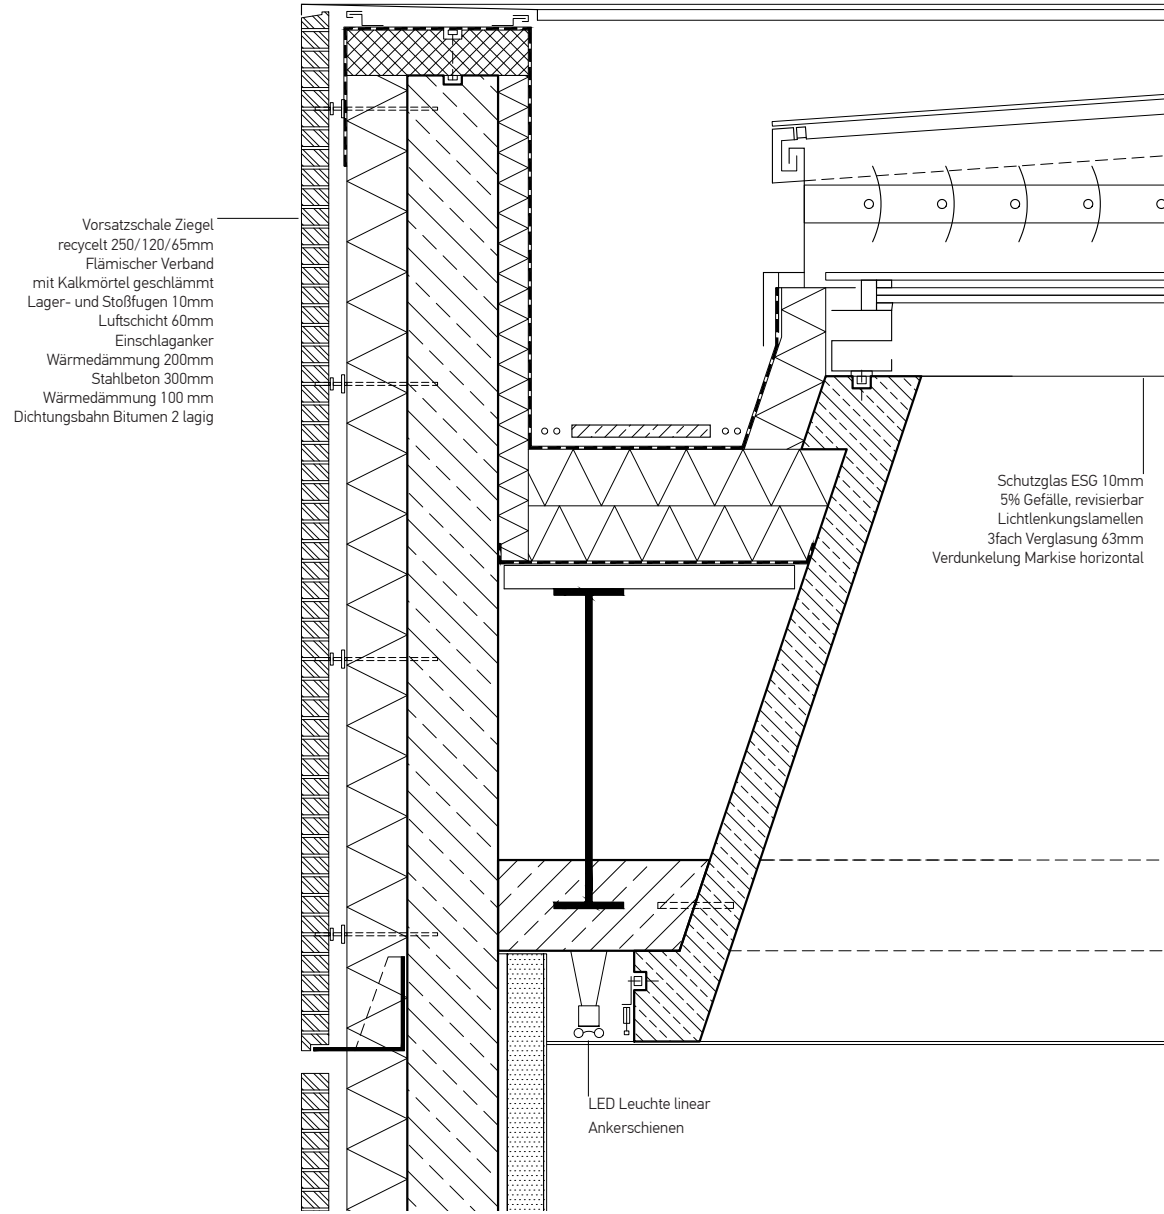 Vorsatzschale Ziegel
recycelt 250/120/65mm
Flämischer Verband
mit Kalkmörtel geschlämmt
Lager- und Stoßfugen 10mm
Luftschicht 60mm
Einschlaganker
Wärmedämmung 200mm
Stahlbeton 300mm
Wärmedämmung 100 mm
Dichtungsbahn Bitumen 2 lagig
Schutzglas ESG 10mm
5% Gefälle, revisierbar
Lichtlenkungslamellen
3fach Verglasung 63mm
Verdunkelung Markise horizontal
LED Leuchte linear
Ankerschienen